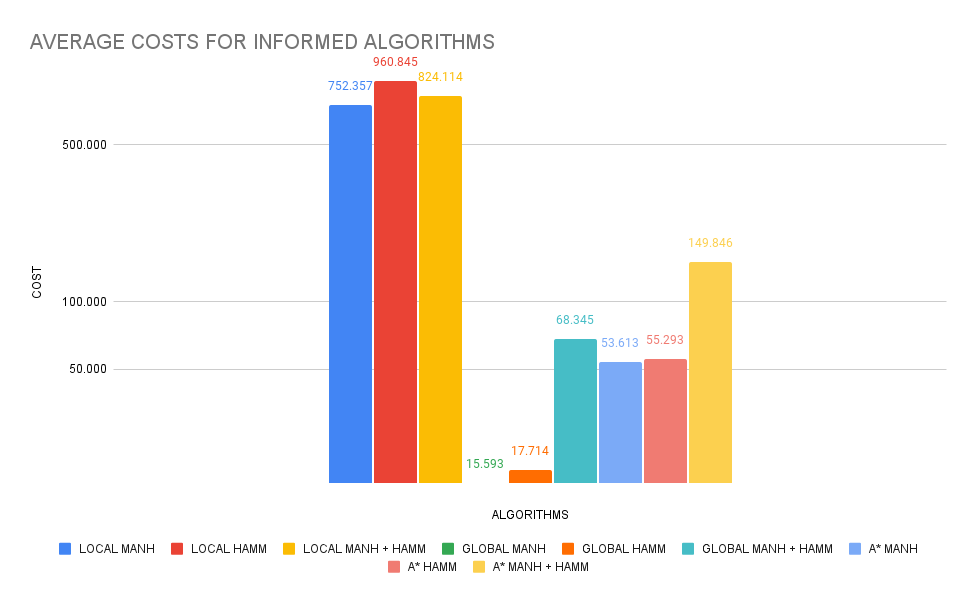 AVERAGE COSTS FOR INFORMED ALGORITHMS
960.845
824.114
752.357
500.000
149.846
COST
100.000
68.345
55.293
53.613
50.000
17.714
15.593
ALGORITHMS
LOCAL MANH LOCAL HAMM LOCAL MANH + HAMM GLOBAL MANH GLOBAL HAMM GLOBAL MANH + HAMM A* MANH
A* HAMM A* MANH + HAMM